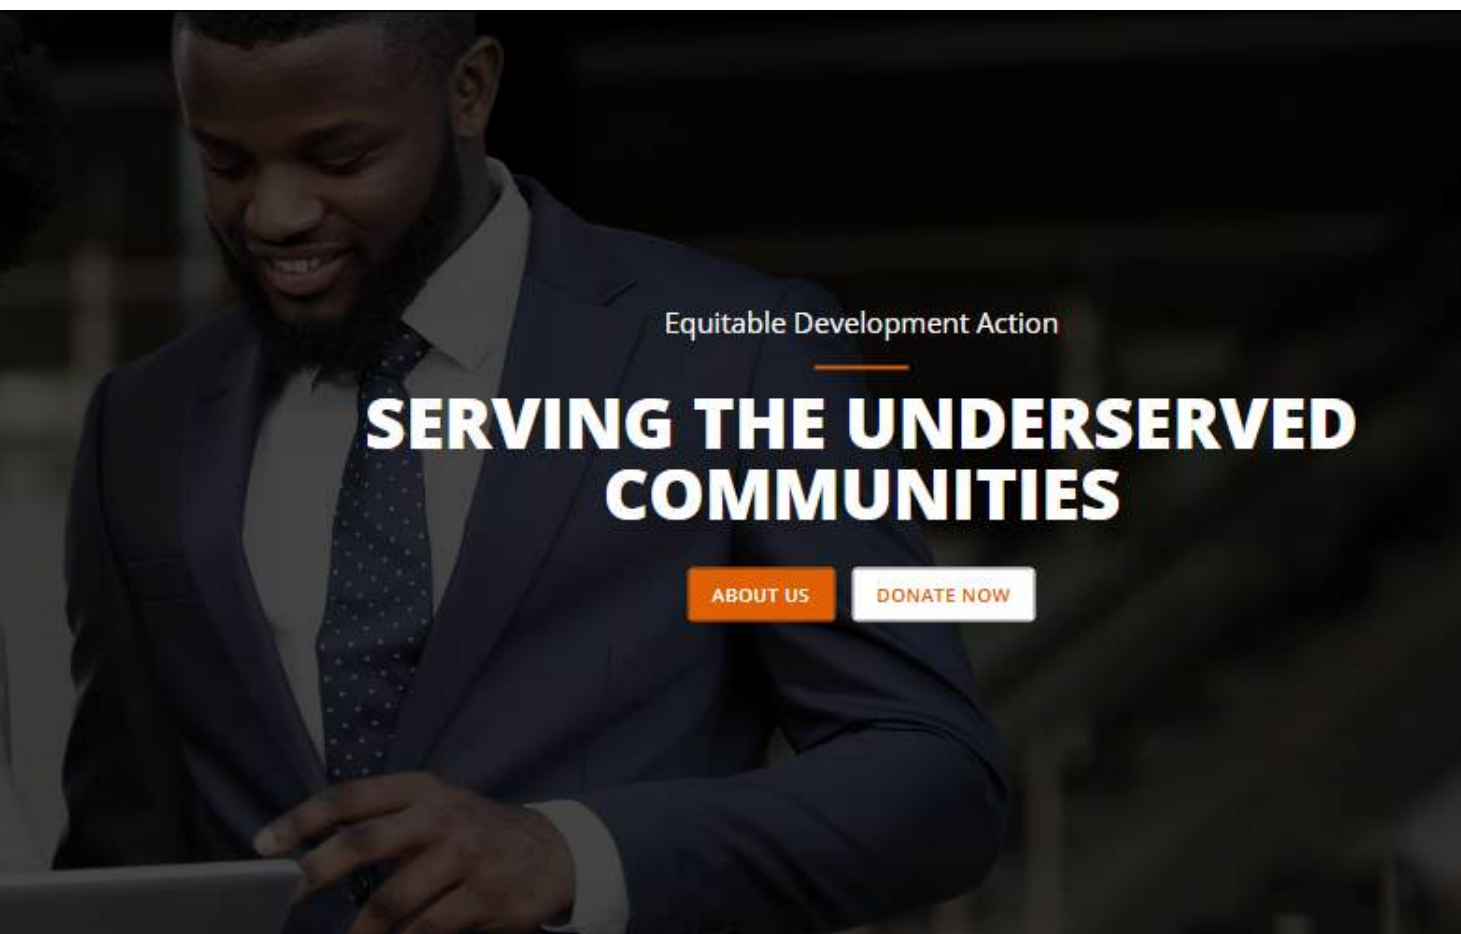 Equitable Development Action
SERVING THE UNDERSERVED
COMMUNITIES
ABOUT US
DONATE NOW